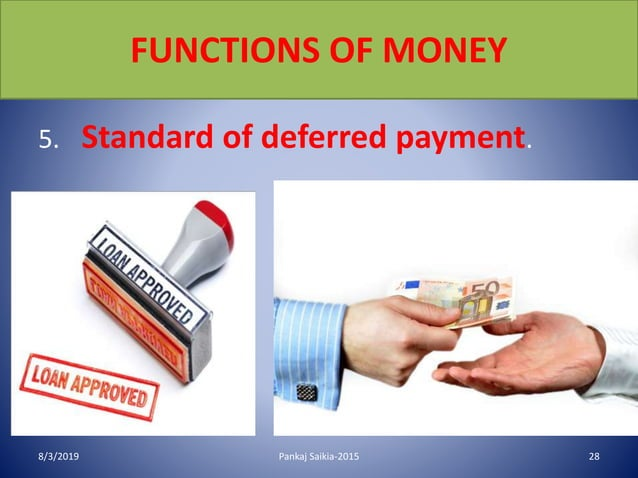 FUNCTIONS OF MONEY
5. Standard of deferred payment.
LOAN APPROVED
LOAN APPROVED
50
8/3/2019 Pankaj Saikia-2015 28